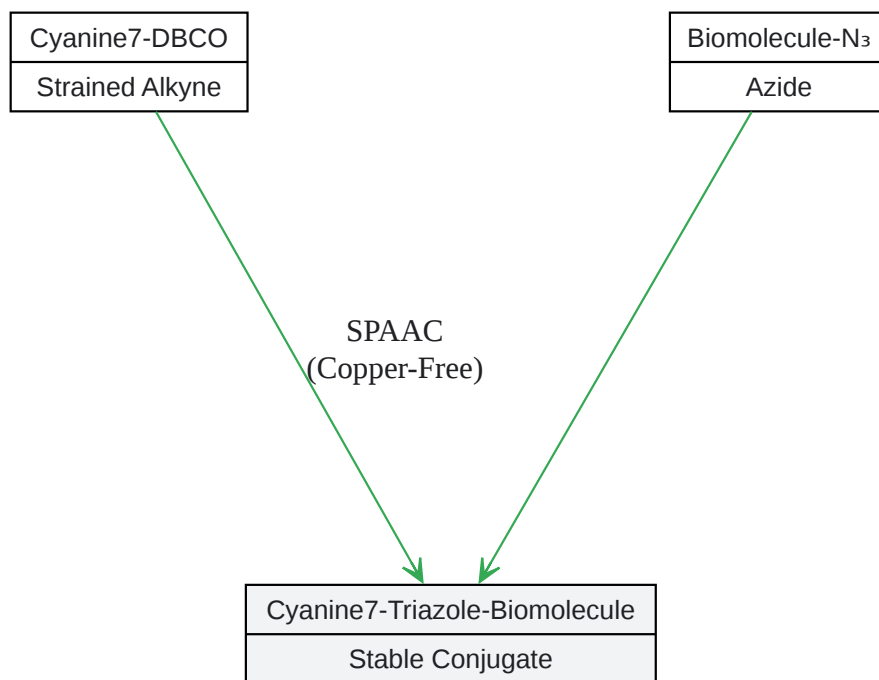 Cyanine7-DBCO
Strained Alkyne
Biomolecule-N₃
Azide
SPAAC
(Copper-Free)
Cyanine7-Triazole-Biomolecule
Stable Conjugate